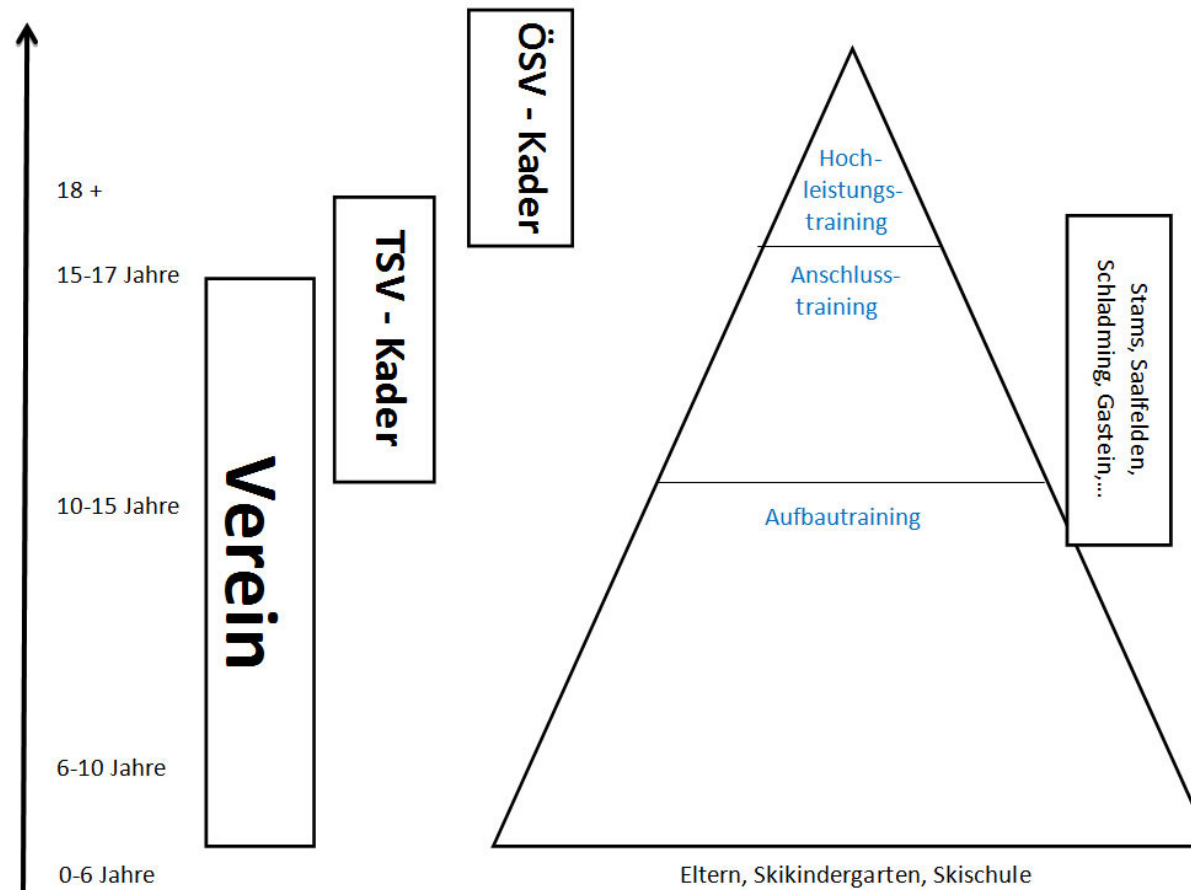 ÖSV - Kader
18 +
TSV - Kader
15-17 Jahre
Verein
10-15 Jahre
6-10 Jahre
0-6 Jahre
Hoch-
leistungs-
training
Anschluss-
training
Aufbautraining
Stams, Saalfelden,
Schladming, Gastein,...
Eltern, Skikindergarten, Skischule